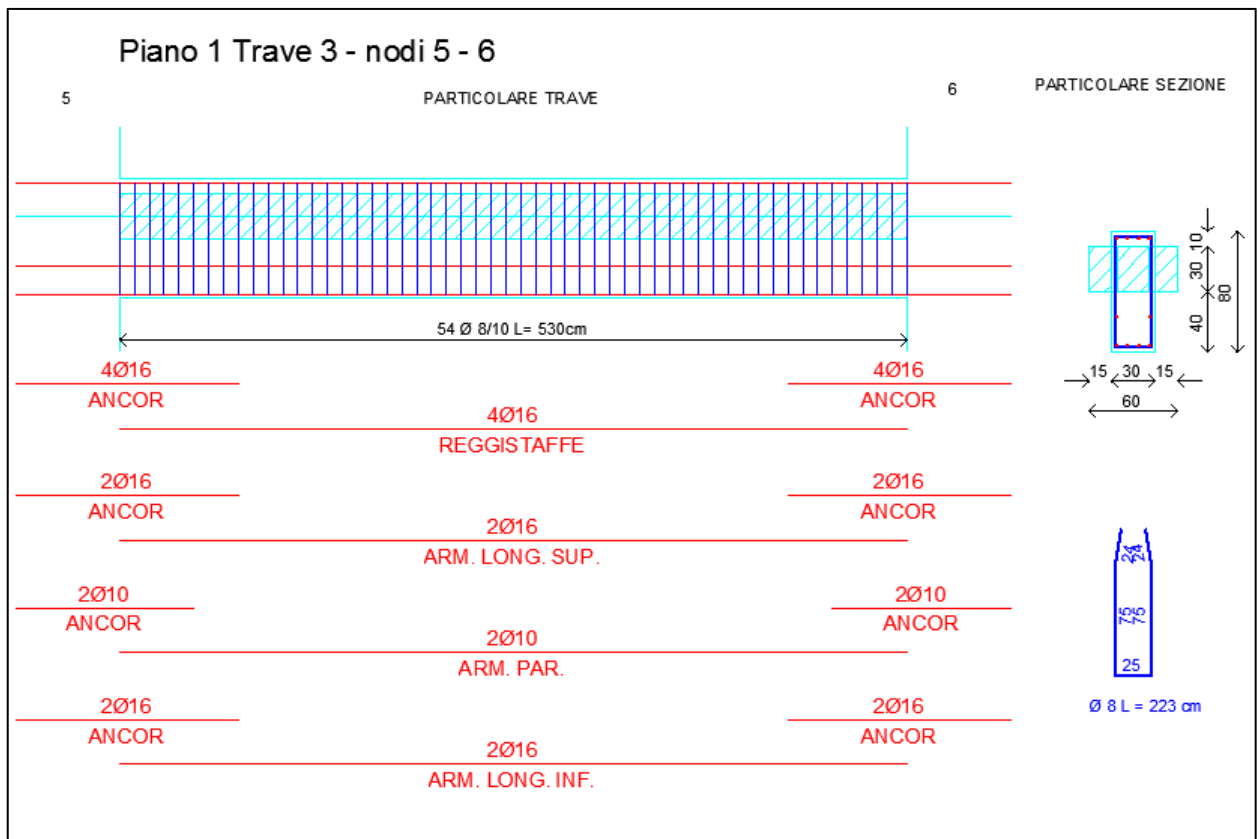 Piano 1 Trave 3 - nodi 5 - 6
5
PARTICOLARE TRAVE
6
PARTICOLARE SEZIONE
54 Ø 8/10 L= 530cm
10
30
40
80
15 30 15
60
4Ø16
ANCOR
4Ø16
ANCOR
4Ø16
REGGISTAFFE
2Ø16
ANCOR
2Ø16
ANCOR
2Ø16
ARM. LONG. SUP.
2Ø10
ANCOR
2Ø10
ANCOR
2Ø10
ARM. PAR.
2Ø16
ANCOR
2Ø16
ANCOR
2Ø16
ARM. LONG. INF.
24 24
75 75
25
Ø 8 L = 223 cm